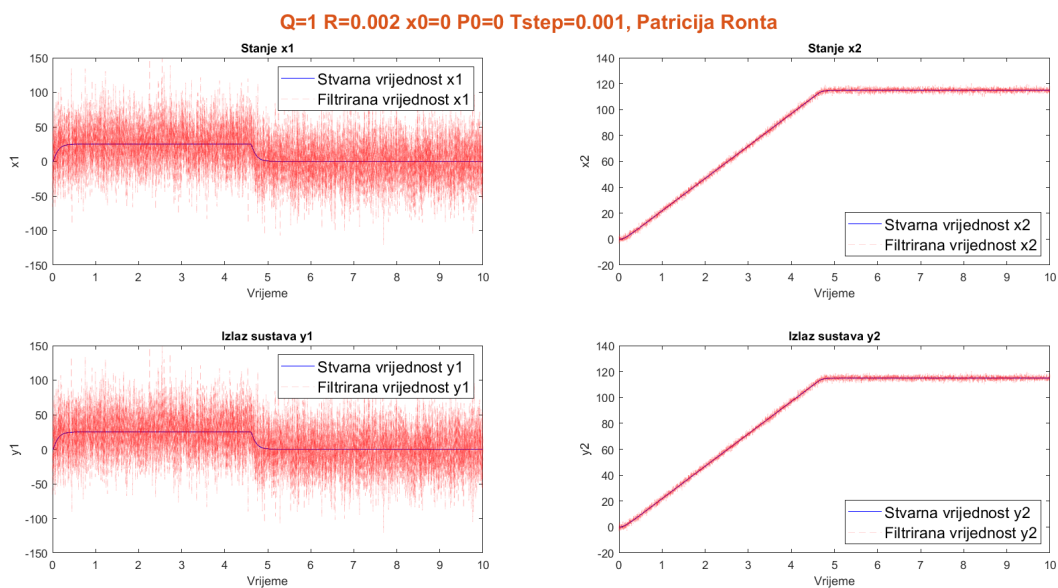 Q=1 R=0.002 x0=0 P0=0 Tstep=0.001, Patricija Ronta
Stanje x1
150
100
50
0
-50
-100
-150
x1
0 1 2 3 4 5 6 7 8 9 10
Vrijeme
Stvarna vrijednost x1
Filtrirana vrijednost x1
Stanje x2
140
120
100
80
60
40
20
0
-20
x2
0 1 2 3 4 5 6 7 8 9 10
Vrijeme
Stvarna vrijednost x2
Filtrirana vrijednost x2
Izlaz sustava y1
150
100
50
0
-50
-100
-150
y1
0 1 2 3 4 5 6 7 8 9 10
Vrijeme
Stvarna vrijednost y1
Filtrirana vrijednost y1
Izlaz sustava y2
140
120
100
80
60
40
20
0
-20
y2
0 1 2 3 4 5 6 7 8 9 10
Vrijeme
Stvarna vrijednost y2
Filtrirana vrijednost y2